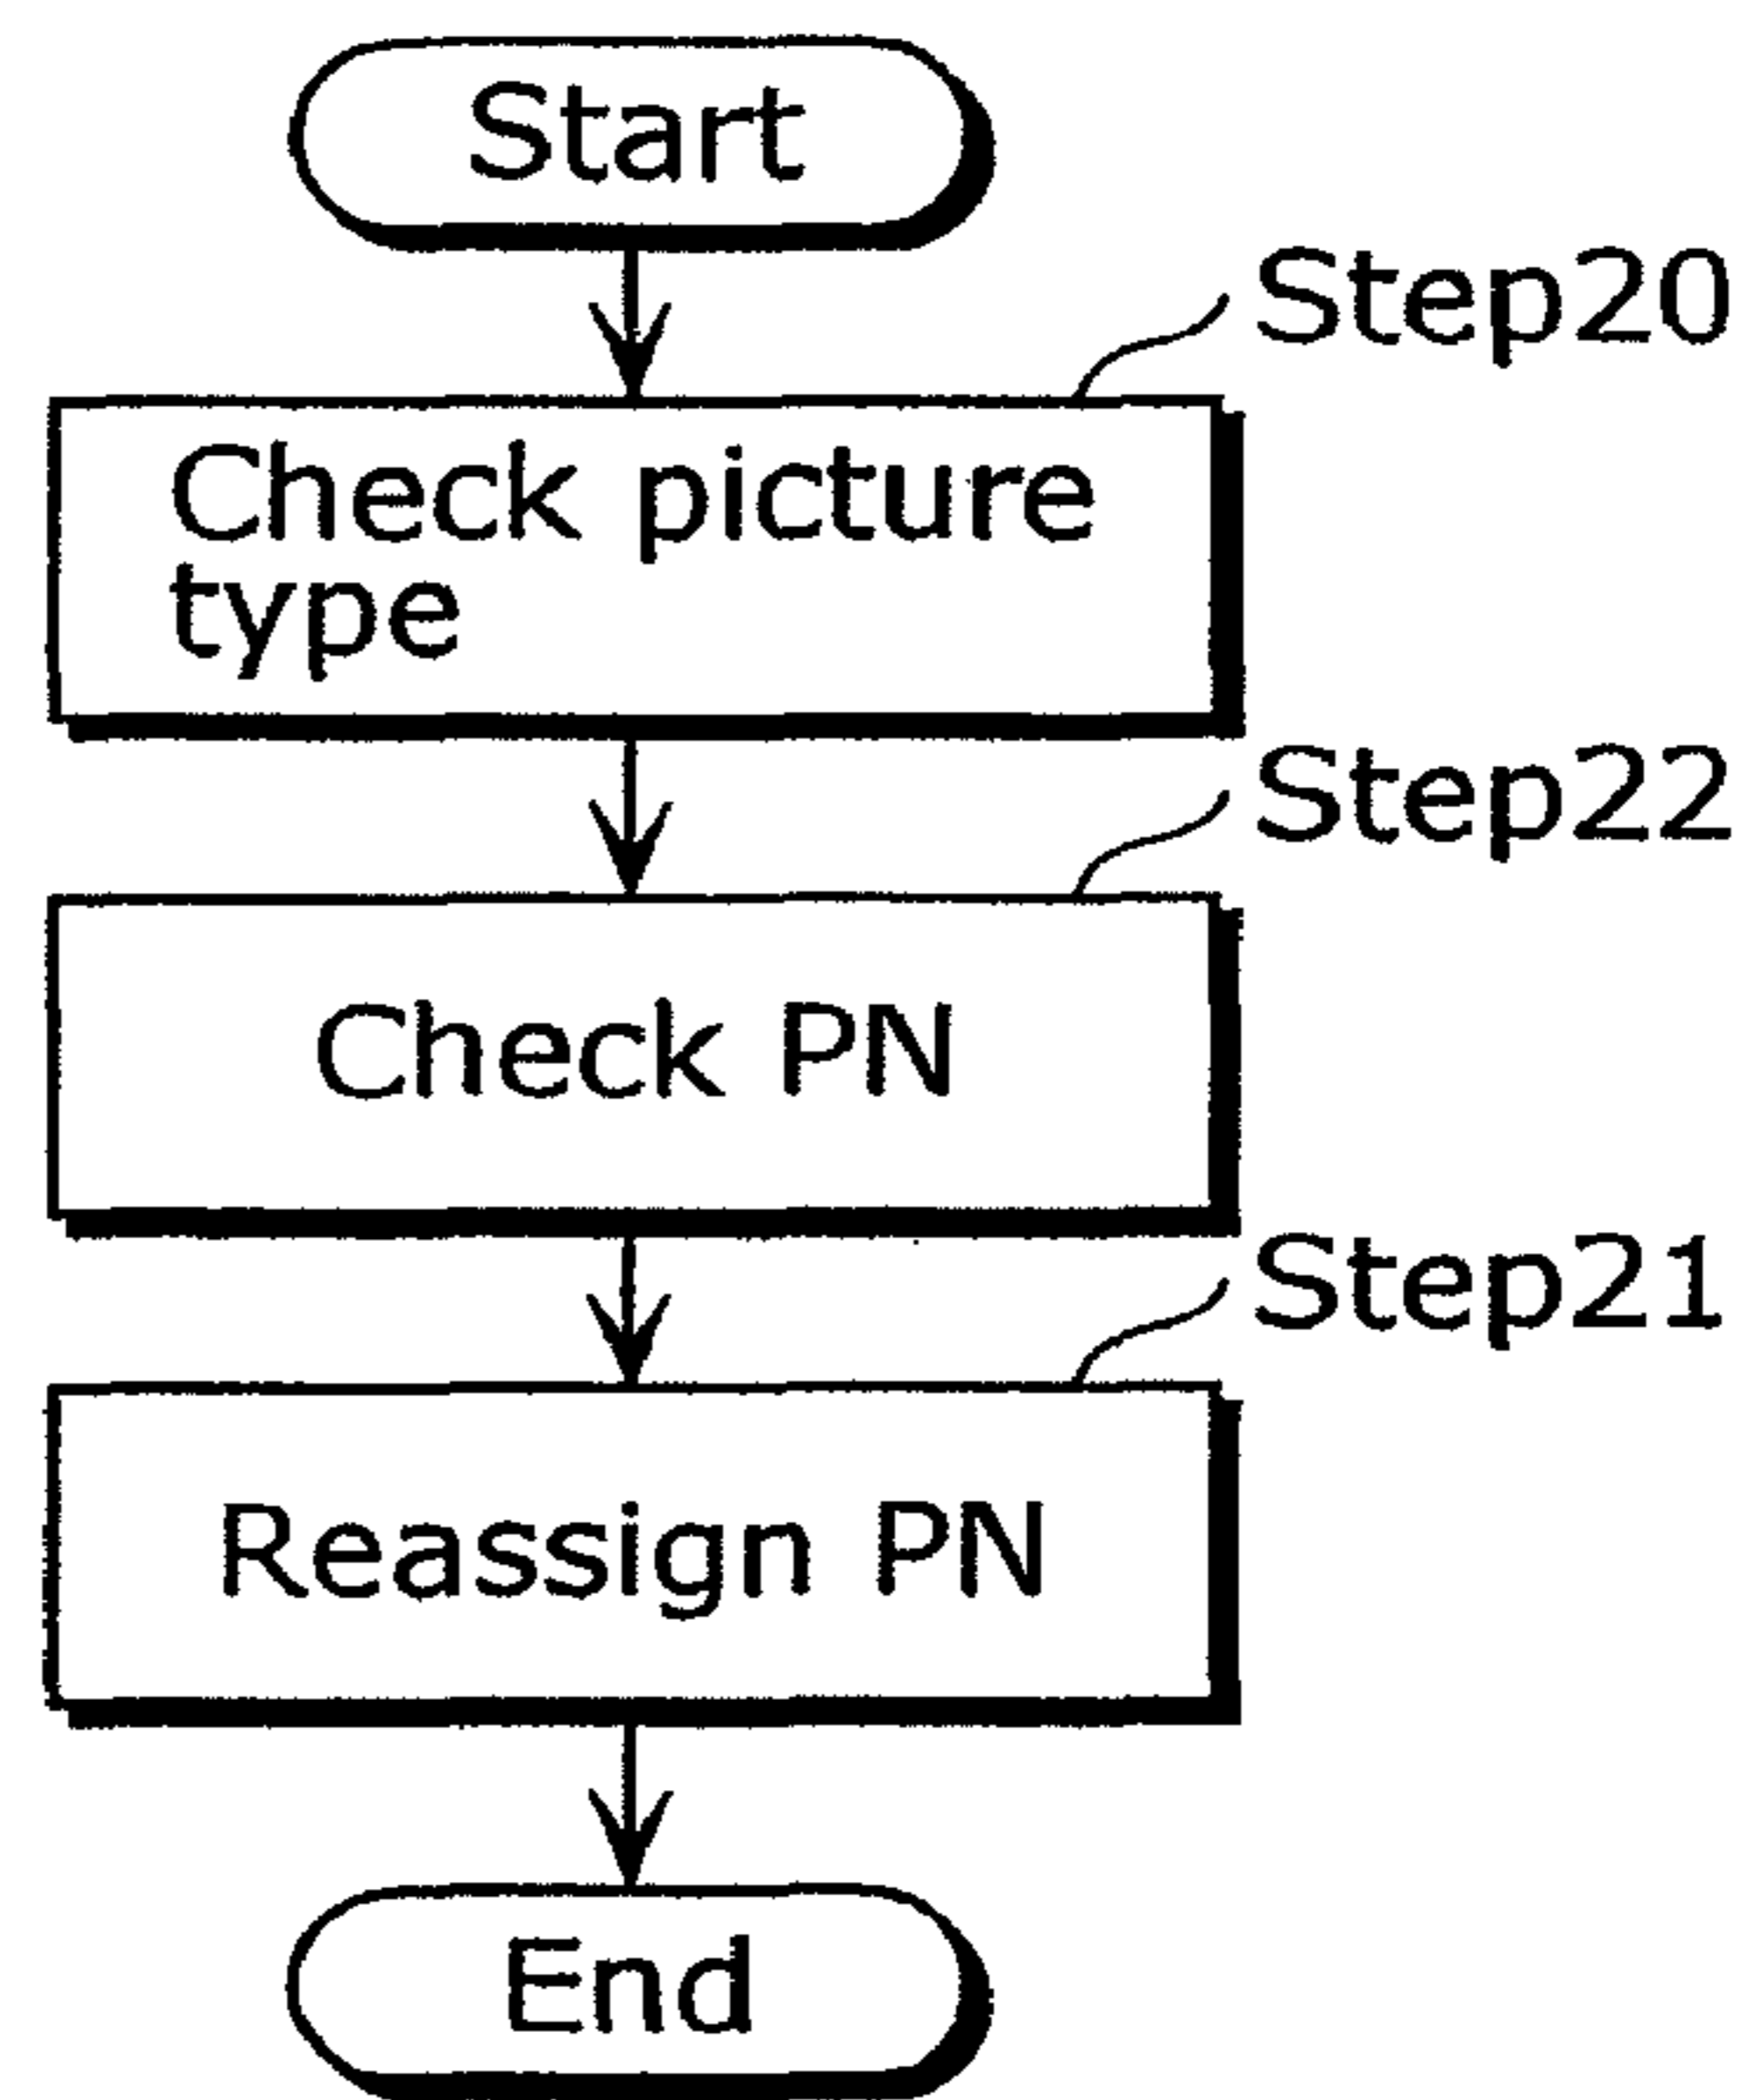 Start
Step20
Check picture
type
Step22
Check PN
Step21
Reassign PN
End